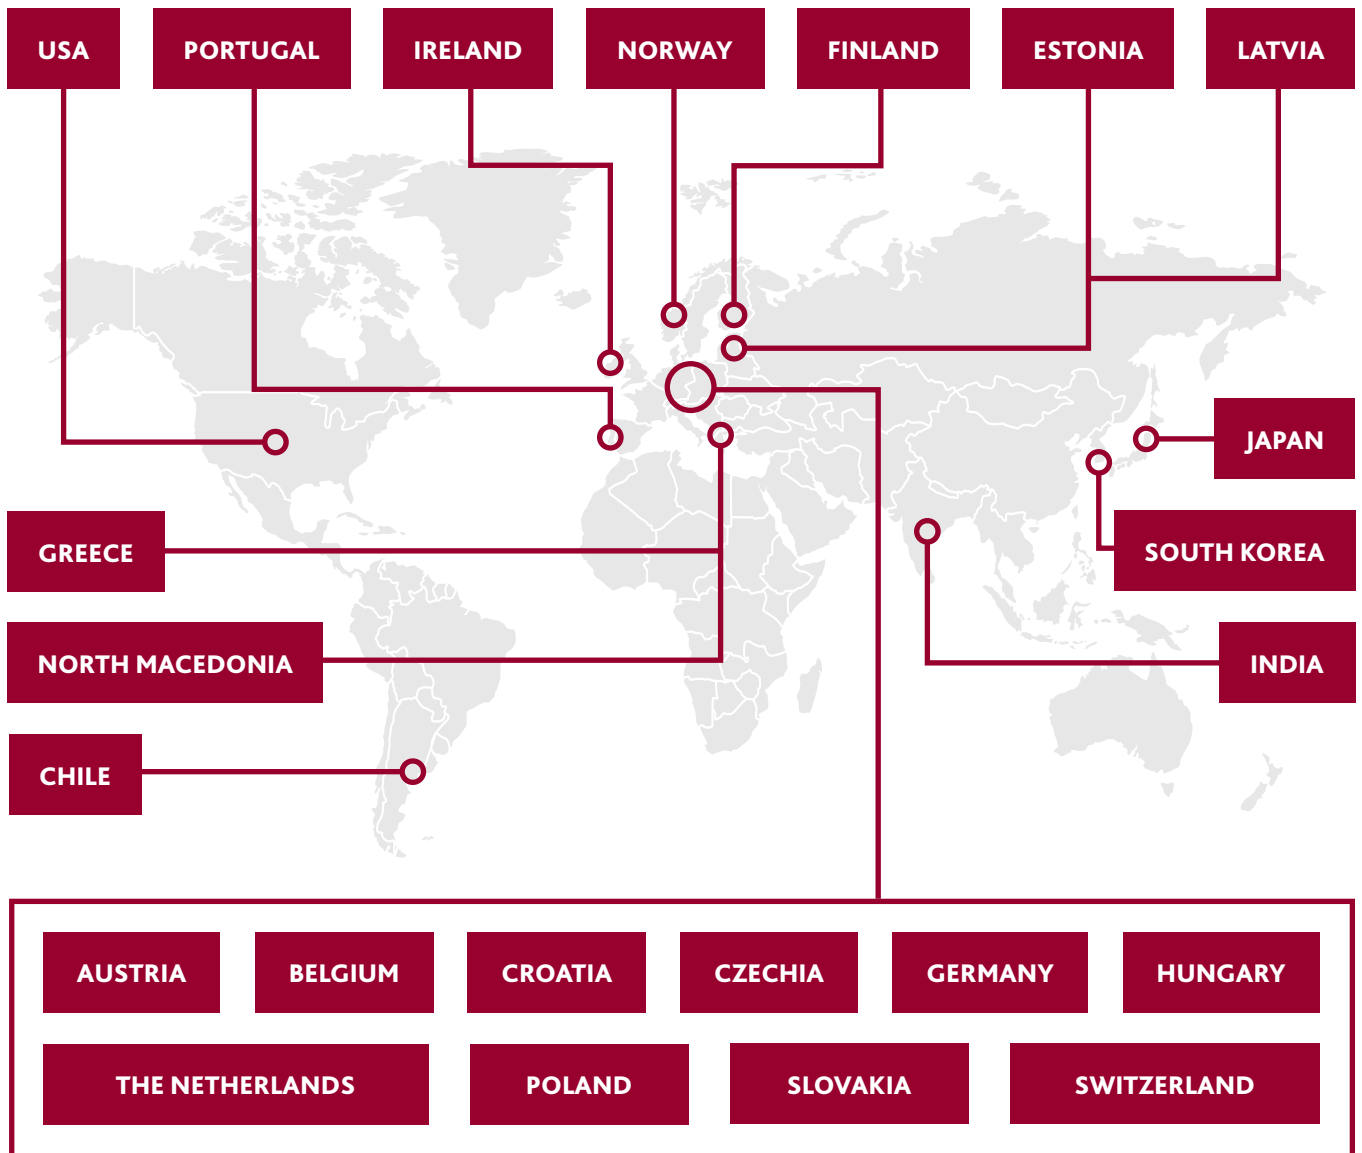 USA
PORTUGAL
IRELAND
NORWAY
FINLAND
ESTONIA
LATVIA
JAPAN
GREECE
SOUTH KOREA
NORTH MACEDONIA
INDIA
CHILE
AUSTRIA
BELGIUM
CROATIA
CZECHIA
GERMANY
HUNGARY
THE NETHERLANDS
POLAND
SLOVAKIA
SWITZERLAND